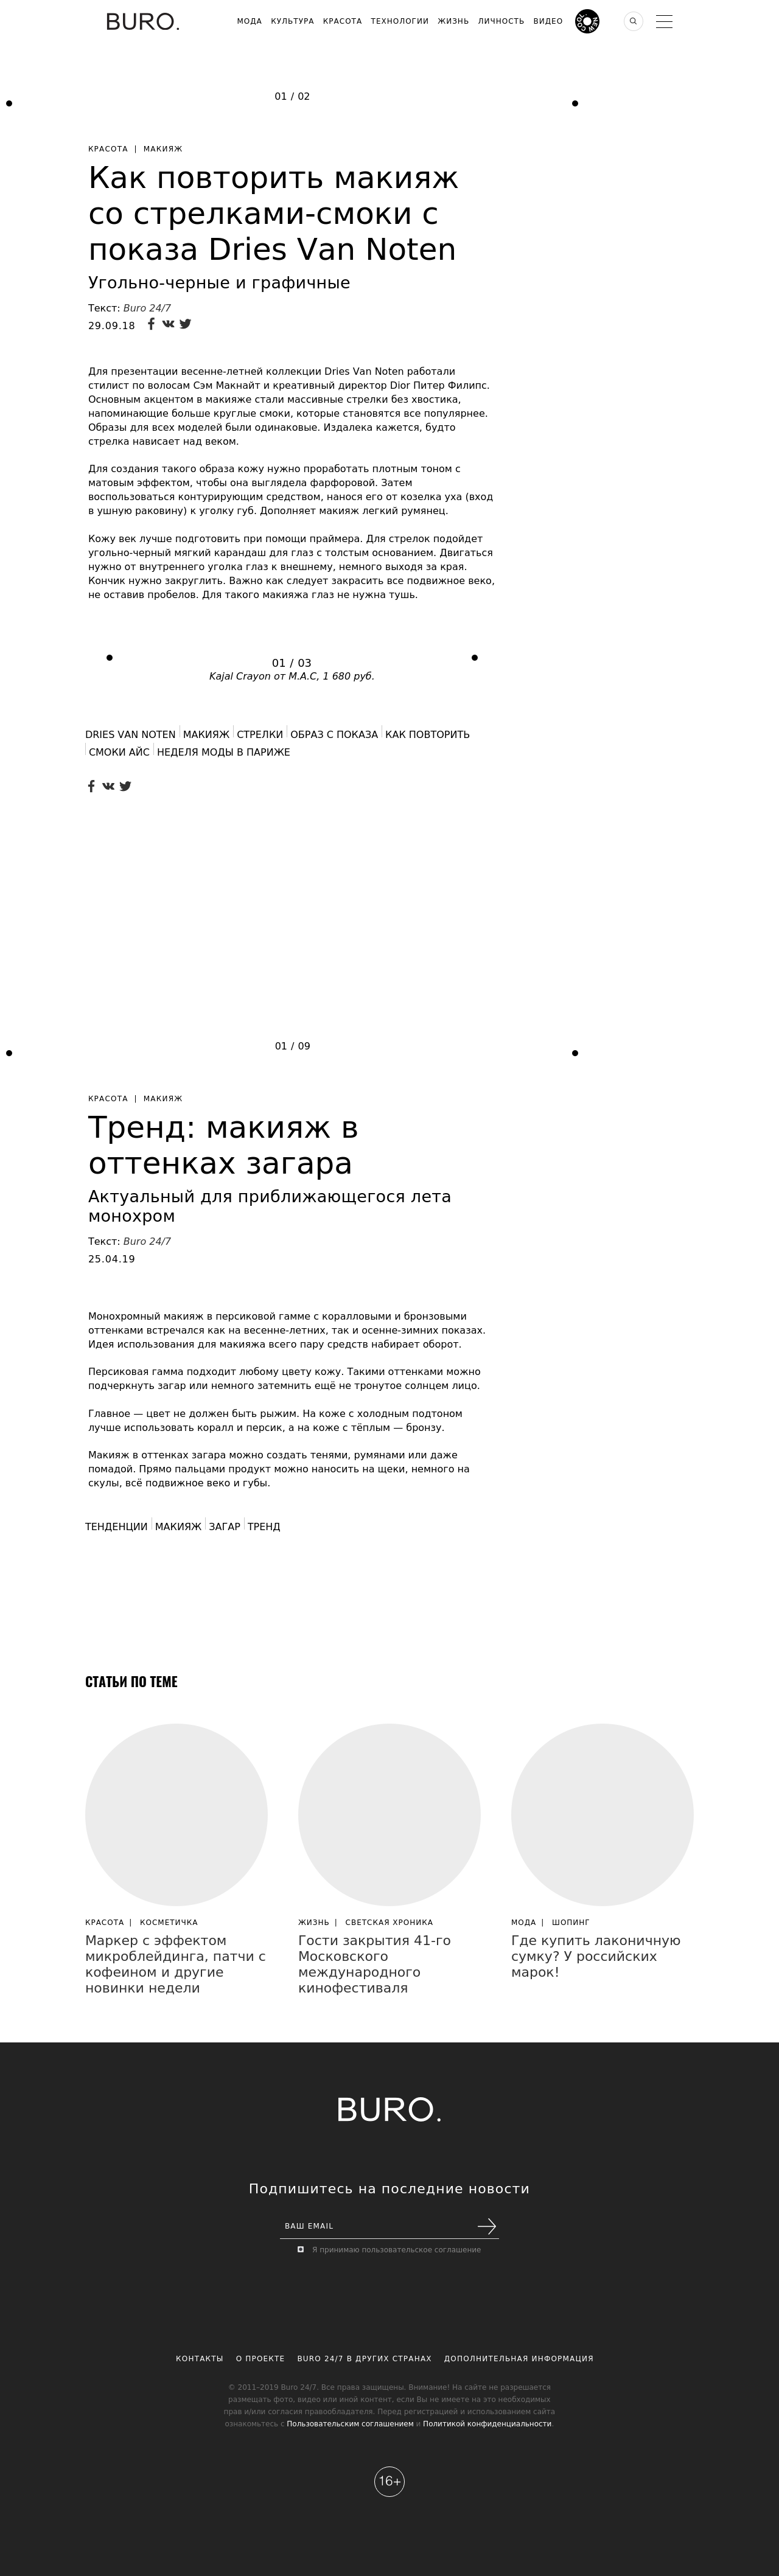 BURO.
МОДА КУЛЬТУРА КРАСОТА ТЕХНОЛОГИИ ЖИЗНЬ ЛИЧНОСТЬ ВИДЕО
01 / 02
КРАСОТА | МАКИЯЖ
Как повторить макияж
со стрелками-смоки с
показа Dries Van Noten
Угольно-черные и графичные
Текст: Buro 24/7
29.09.18
Для презентации весенне-летней коллекции Dries Van Noten работали
стилист по волосам Сэм Макнайт и креативный директор Dior Питер Филипс.
Основным акцентом в макияже стали массивные стрелки без хвостика,
напоминающие больше круглые смоки, которые становятся все популярнее.
Образы для всех моделей были одинаковые. Издалека кажется, будто
стрелка нависает над веком.
Для создания такого образа кожу нужно проработать плотным тоном с
матовым эффектом, чтобы она выглядела фарфоровой. Затем
воспользоваться контурирующим средством, нанося его от козелка уха (вход
в ушную раковину) к уголку губ. Дополняет макияж легкий румянец.
Кожу век лучше подготовить при помощи праймера. Для стрелок подойдет
угольно-черный мягкий карандаш для глаз с толстым основанием. Двигаться
нужно от внутреннего уголка глаз к внешнему, немного выходя за края.
Кончик нужно закруглить. Важно как следует закрасить все подвижное веко,
не оставив пробелов. Для такого макияжа глаз не нужна тушь.
01 / 03
Kajal Crayon от M.A.C, 1 680 руб.
DRIES VAN NOTEN МАКИЯЖ СТРЕЛКИ ОБРАЗ С ПОКАЗА КАК ПОВТОРИТЬ
СМОКИ АЙС НЕДЕЛЯ МОДЫ В ПАРИЖЕ
01 / 09
КРАСОТА | МАКИЯЖ
Тренд: макияж в
оттенках загара
Актуальный для приближающегося лета
монохром
Текст: Buro 24/7
25.04.19
Монохромный макияж в персиковой гамме с коралловыми и бронзовыми
оттенками встречался как на весенне-летних, так и осенне-зимних показах.
Идея использования для макияжа всего пару средств набирает оборот.
Персиковая гамма подходит любому цвету кожу. Такими оттенками можно
подчеркнуть загар или немного затемнить ещё не тронутое солнцем лицо.
Главное — цвет не должен быть рыжим. На коже с холодным подтоном
лучше использовать коралл и персик, а на коже с тёплым — бронзу.
Макияж в оттенках загара можно создать тенями, румянами или даже
помадой. Прямо пальцами продукт можно наносить на щеки, немного на
скулы, всё подвижное веко и губы.
ТЕНДЕНЦИИ МАКИЯЖ ЗАГАР ТРЕНД
СТАТЬИ ПО ТЕМЕ
КРАСОТА | КОСМЕТИЧКА
Маркер с эффектом
микроблейдинга, патчи с
кофеином и другие
новинки недели
ЖИЗНЬ | СВЕТСКАЯ ХРОНИКА
Гости закрытия 41-го
Московского
международного
кинофестиваля
МОДА | ШОПИНГ
Где купить лаконичную
сумку? У российских
марок!
BURO.
Подпишитесь на последние новости
ВАШ EMAIL
Я принимаю пользовательское соглашение
КОНТАКТЫ О ПРОЕКТЕ BURO 24/7 В ДРУГИХ СТРАНАХ ДОПОЛНИТЕЛЬНАЯ ИНФОРМАЦИЯ
© 2011–2019 Buro 24/7. Все права защищены. Внимание! На сайте не разрешается
размещать фото, видео или иной контент, если Вы не имеете на это необходимых
прав и/или согласия правообладателя. Перед регистрацией и использованием сайта
ознакомьтесь с Пользовательским соглашением и Политикой конфиденциальности.
16+